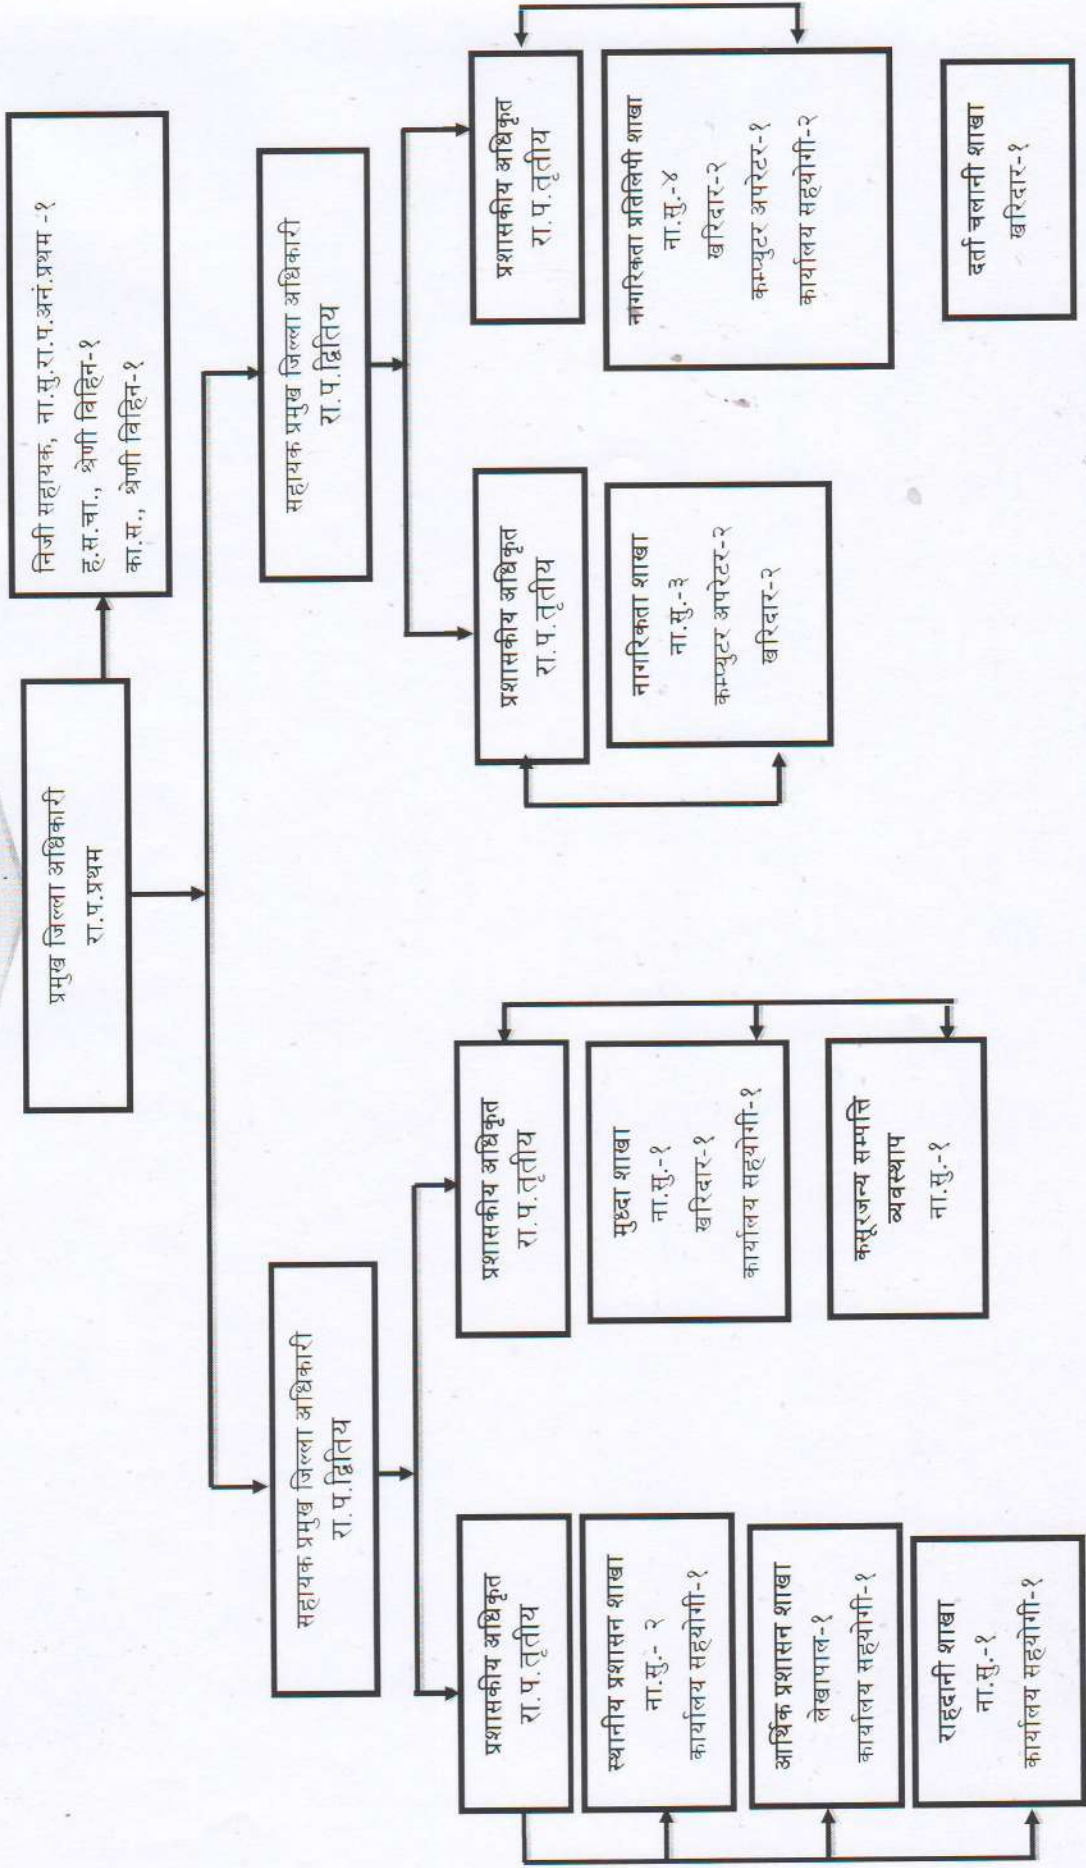 प्रमुख जिल्ला अधिकारी
रा.प.प्रथम
निजी सहायक, ना.सु.रा.प.अनं.प्रथम -१
ह.स.चा., श्रेणी विहिन-१
का.स., श्रेणी विहिन-१
सहायक प्रमुख जिल्ला अधिकारी
रा.प.द्वितिय
प्रशासकीय अधिकृत
रा.प.तृतीय
स्थानीय प्रशासन शाखा
ना.सु.- २
कार्यालय सहयोगी-१
आर्थिक प्रशासन शाखा
लेखापाल-१
कार्यालय सहयोगी-१
राहदानी शाखा
ना.सु.-१
कार्यालय सहयोगी-१
प्रशासकीय अधिकृत
रा.प.तृतीय
मुध्दा शाखा
ना.सु.-१
खरिदार-१
कार्यालय सहयोगी-१
कसूरजन्य सम्पत्ति
व्यवस्थाप
ना.सु.-१
सहायक प्रमुख जिल्ला अधिकारी
रा.प.द्वितिय
प्रशासकीय अधिकृत
रा.प.तृतीय
नागरिकता शाखा
ना.सु.-३
कम्प्युटर अपरेटर-२
खरिदार-२
प्रशासकीय अधिकृत
रा.प.तृतीय
नागरिकता प्रतिलिपी शाखा
ना.सु.-४
खरिदार-२
कम्प्युटर अपरेटर-१
कार्यालय सहयोगी-२
दर्ता चलानी शाखा
खरिदार-१